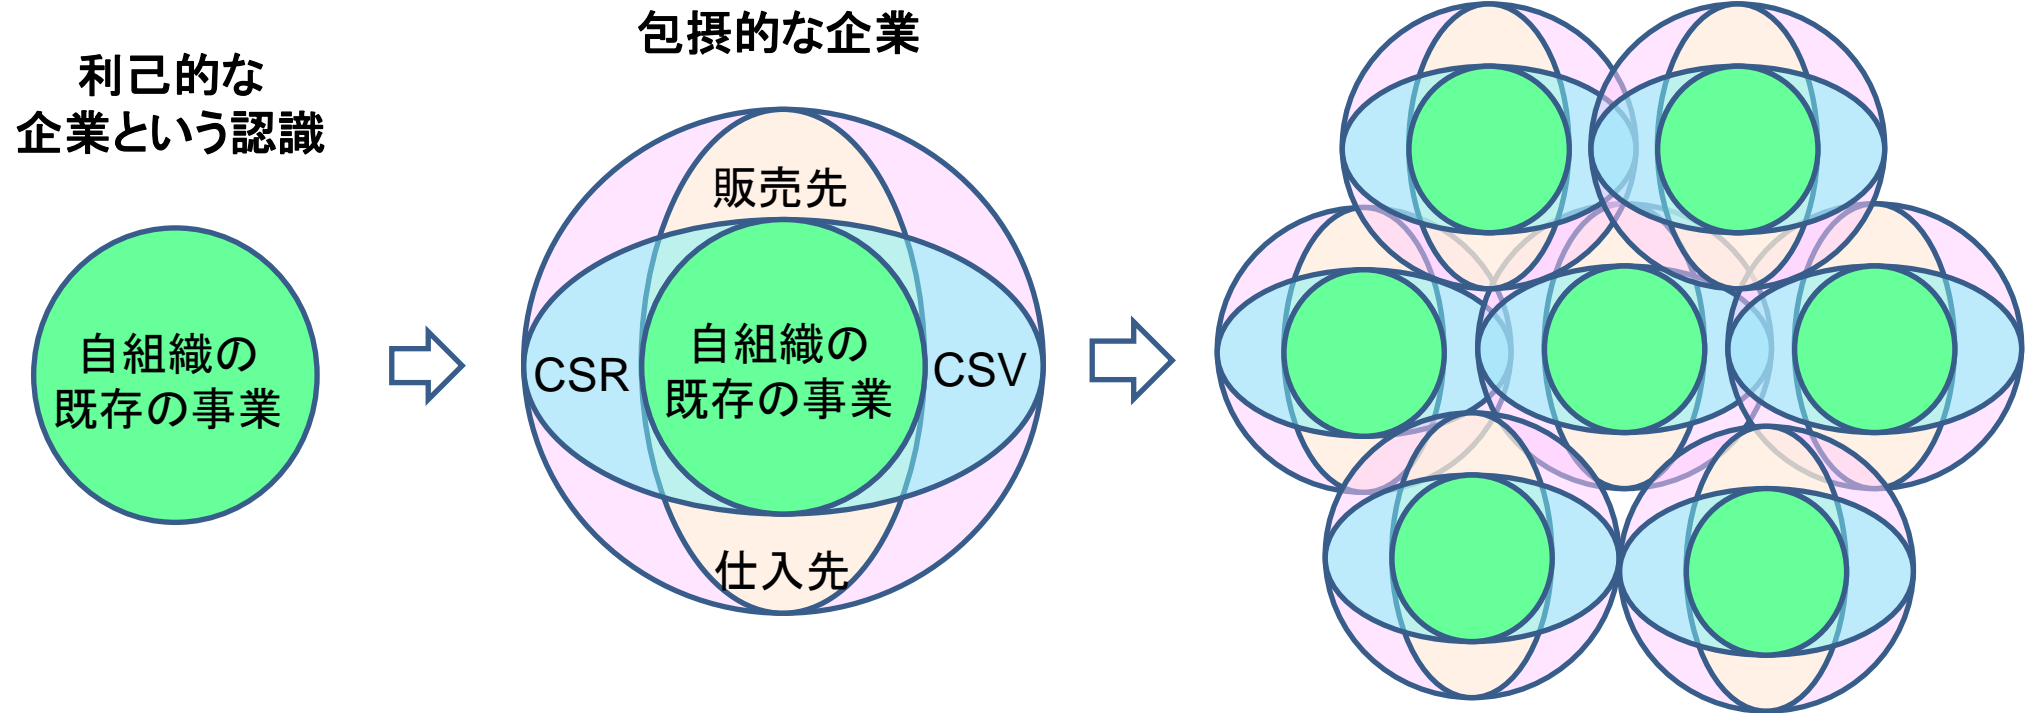 利己的な
企業という認識
自組織の
既存の事業
包摂的な企業
販売先
CSR
自組織の
既存の事業
CSV
仕入先